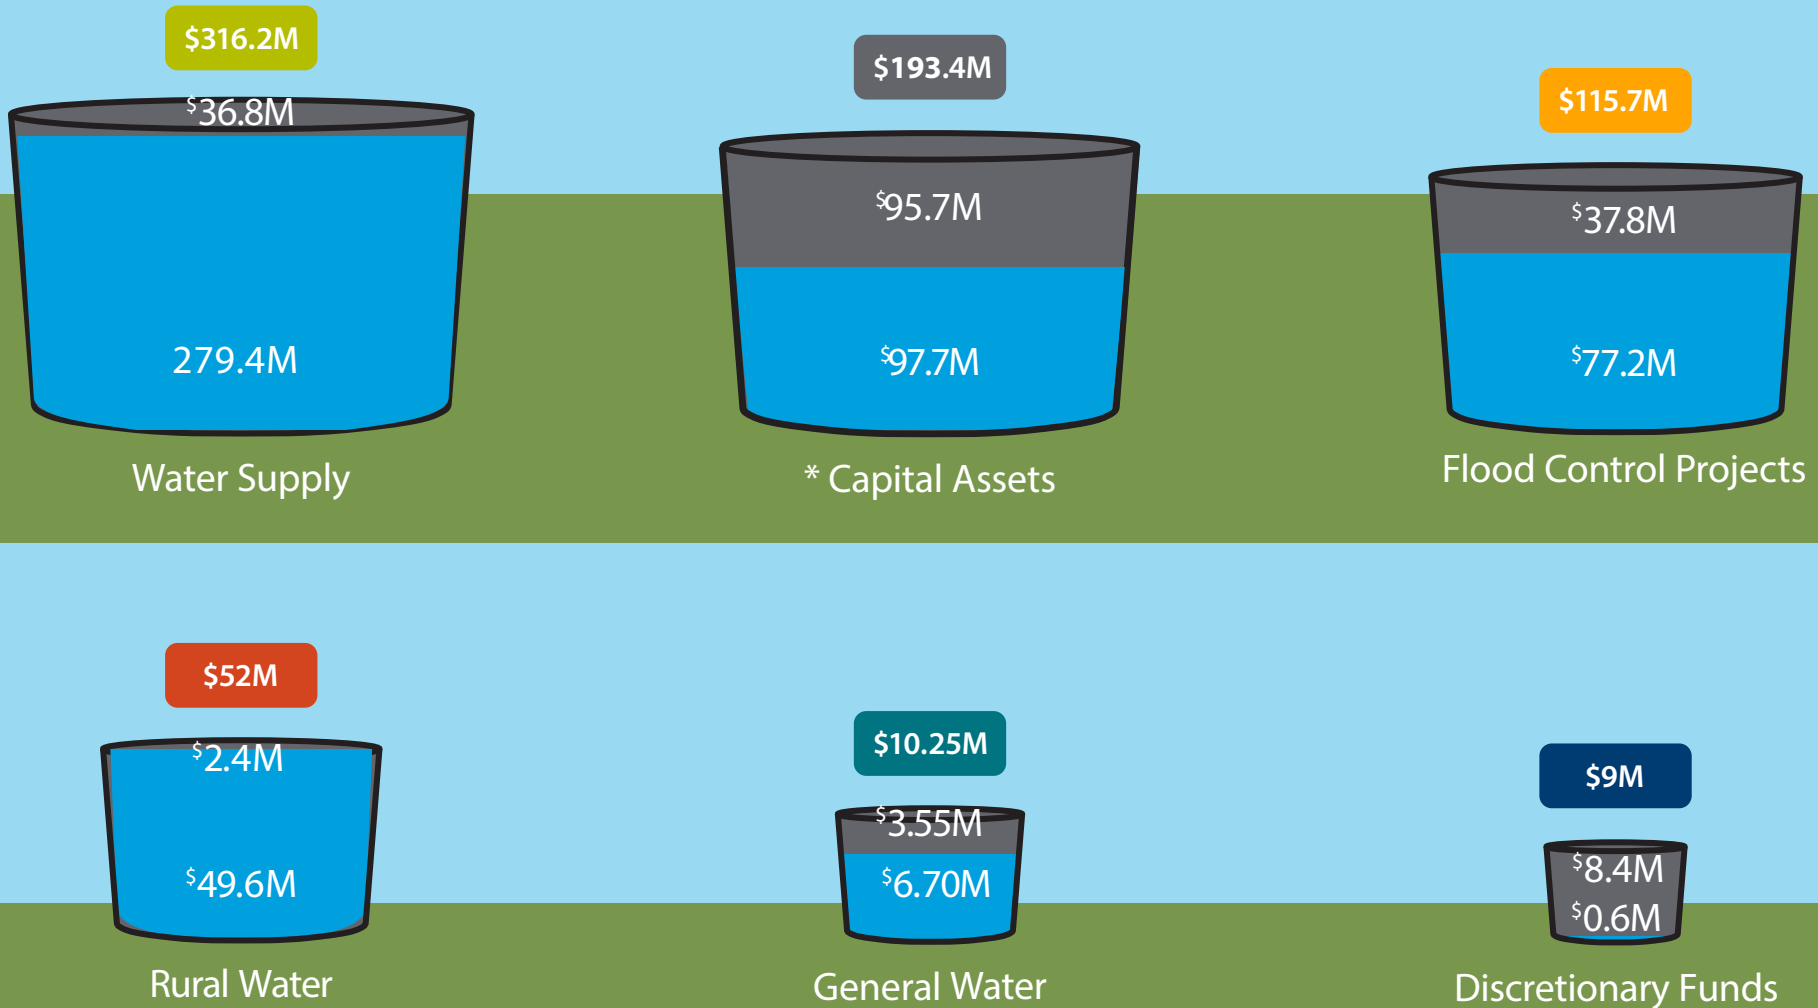 $316.2M
$36.8M
279.4M
Water Supply
$193.4M
$95.7M
$97.7M
* Capital Assets
$115.7M
$37.8M
$77.2M
Flood Control Projects
$52M
$2.4M
$49.6M
Rural Water
$10.25M
$3.55M
$6.70M
General Water
$9M
$8.4M
$0.6M
Discretionary Funds